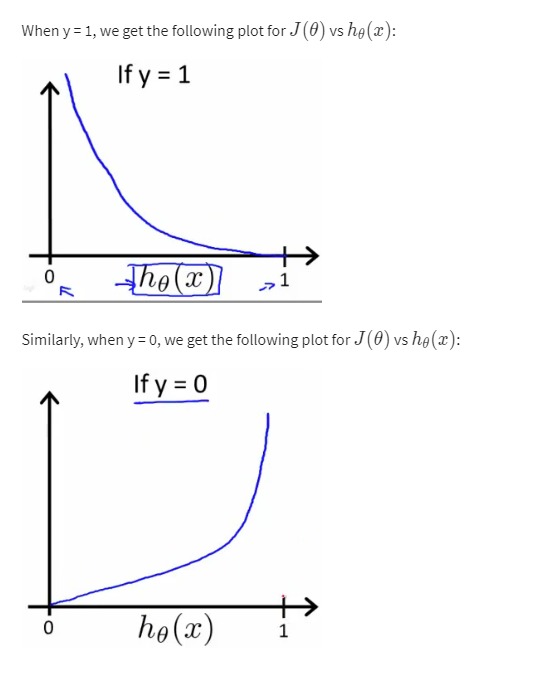 When y = 1, we get the following plot for J(θ) vs hθ(x):
If y = 1
0
hθ(x)
1
Similarly, when y = 0, we get the following plot for J(θ) vs hθ(x):
If y = 0
0
hθ(x)
1